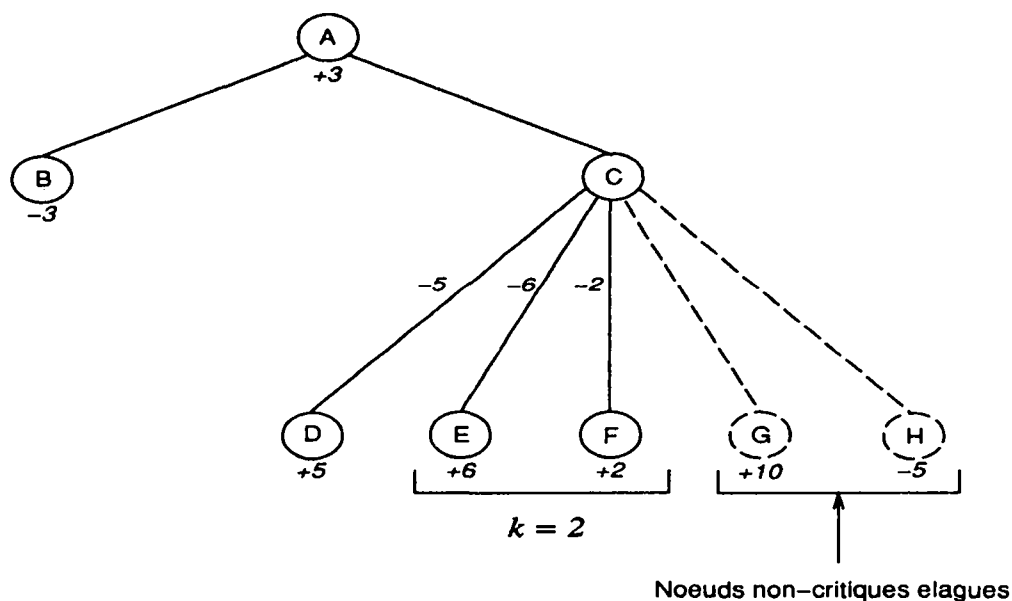 A
+3
B
−3
C
−5
−6
−2
D
E
F
G
H
+5
+6
+2
+10
−5
k = 2
Noeuds non−critiques elagues